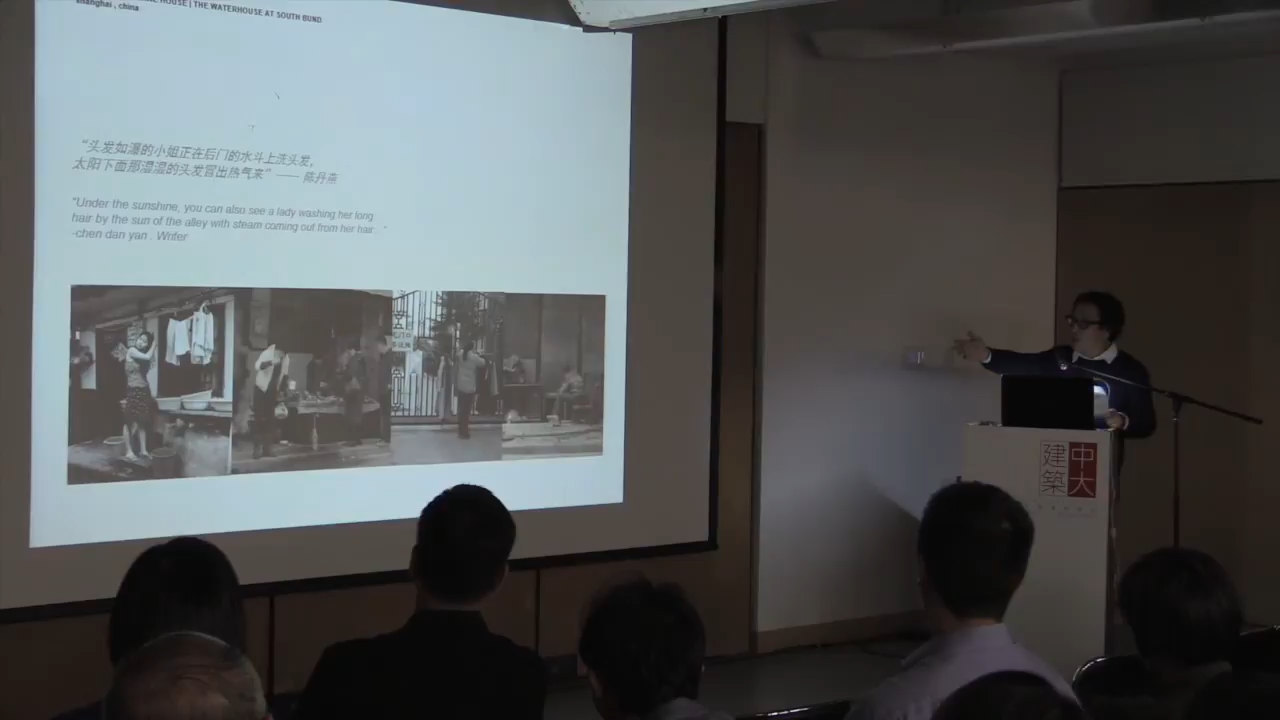 HOUSE | THE WATERHOUSE AT SOUTH BUND
shanghai , china
“头发如瀑的小姐正在后门的水斗上洗头发，
太阳下面那湿湿的头发冒出热气来” —— 陈丹燕
"Under the sunshine, you can also see a lady washing her long
hair by the sun of the alley with steam coming out from her hair . "
-chen dan yan . Writer
建 中
築 大